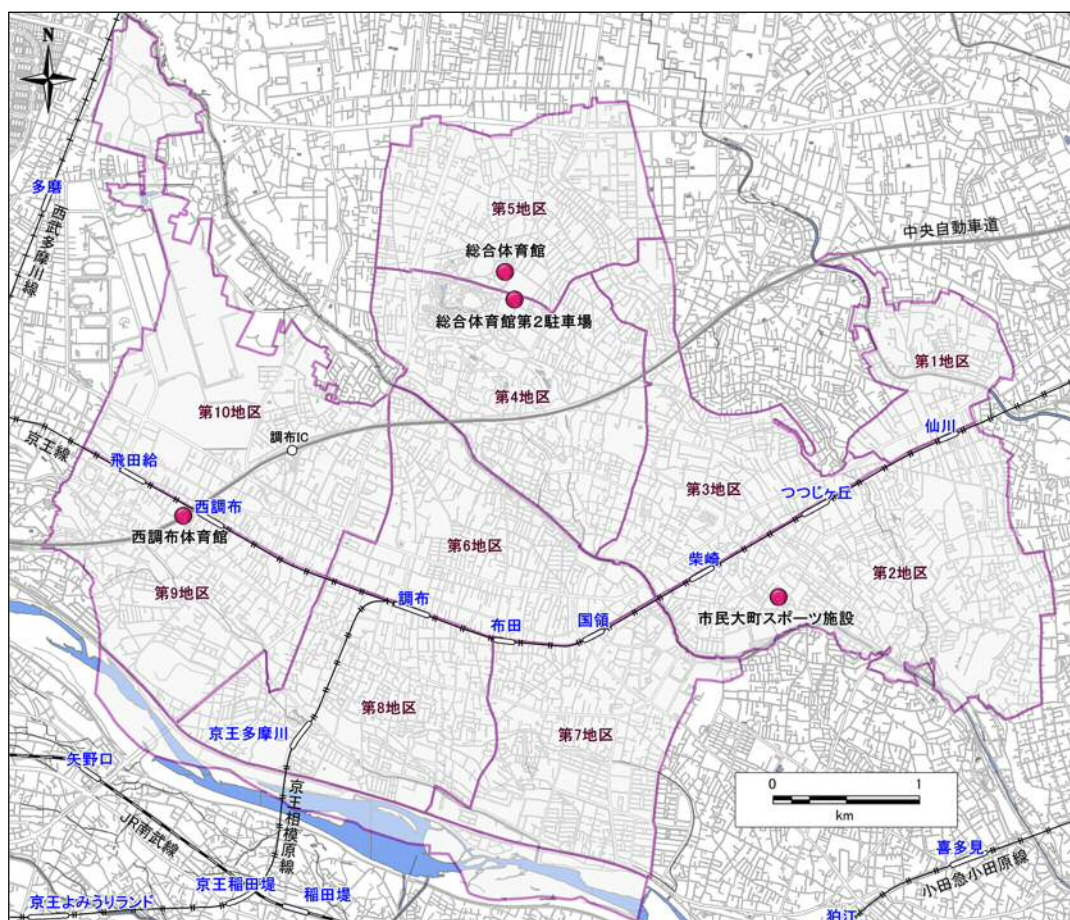 N
多磨
西武多摩川線
第5地区
総合体育館
総合体育館第2駐車場
中央自動車道
第1地区
第4地区
第10地区
調布IC
京王線
飛田給
西調布
西調布体育館
仙川
つつじヶ丘
第3地区
第6地区
柴崎
第2地区
第9地区
調布
布田
国領
市民大町スポーツ施設
第8地区
京王多摩川
第7地区
矢野口
JR南武線
京王相模原線
0 1
km
喜多見
小田急小田原線
京王稲田堤
稲田堤
京王よみうりランド
狛江